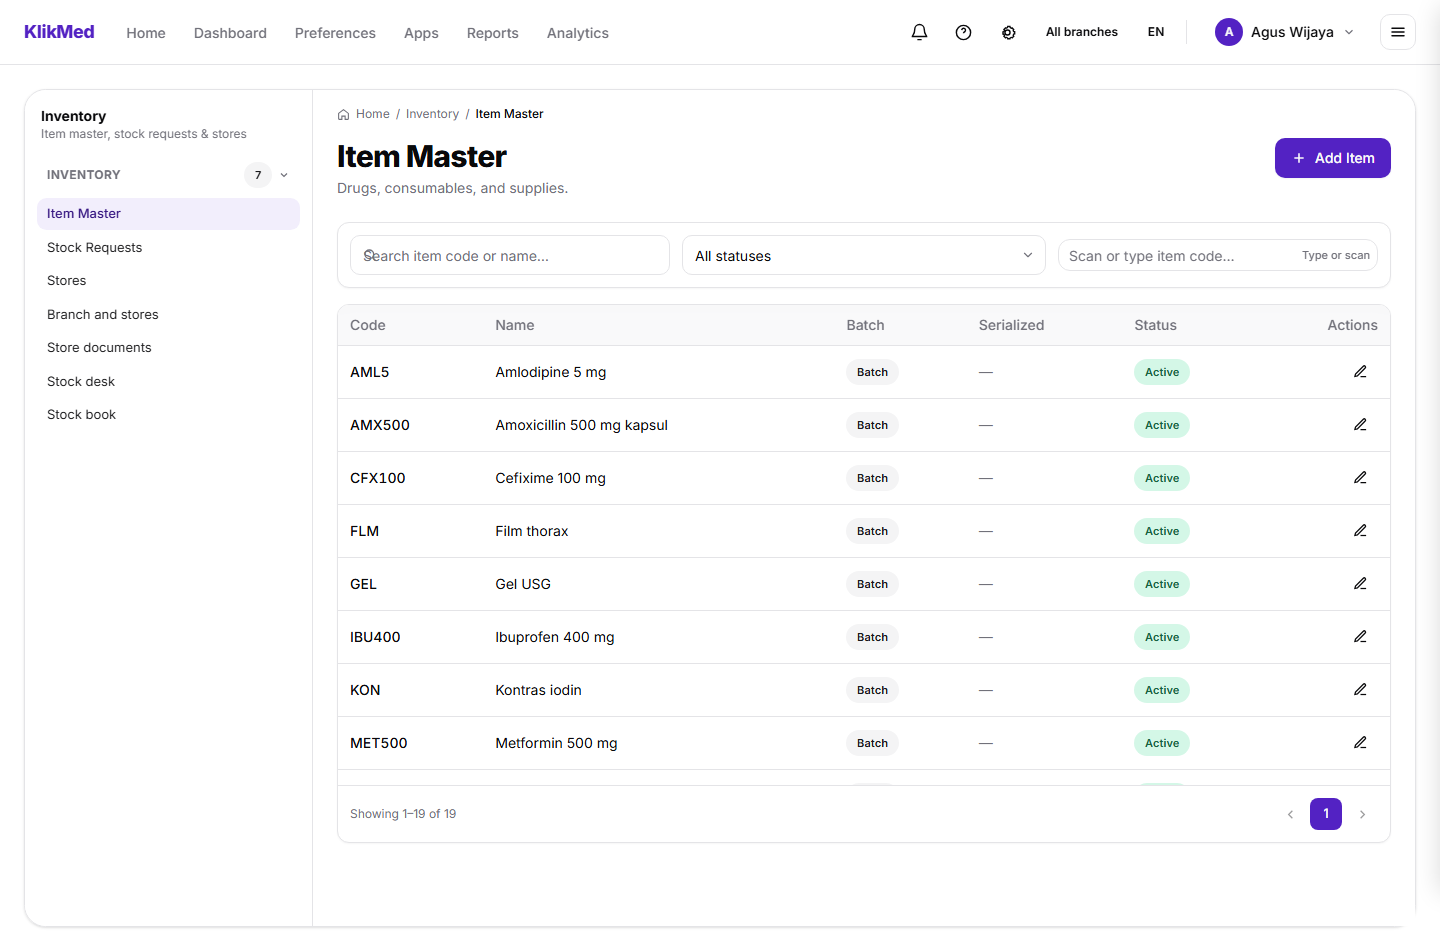 KlikMed Home Dashboard Preferences Apps Reports Analytics All branches EN A Agus Wijaya
Inventory
Item master, stock requests & stores
INVENTORY 7
Item Master
Stock Requests
Stores
Branch and stores
Store documents
Stock desk
Stock book
Home / Inventory / Item Master
Item Master
Drugs, consumables, and supplies.
+ Add Item
Search item code or name... All statuses Scan or type item code... Type or scan
Code Name Batch Serialized Status Actions
AML5 Amlodipine 5 mg Batch — Active
AMX500 Amoxicillin 500 mg kapsul Batch — Active
CFX100 Cefixime 100 mg Batch — Active
FLM Film thorax Batch — Active
GEL Gel USG Batch — Active
IBU400 Ibuprofen 400 mg Batch — Active
KON Kontras iodin Batch — Active
MET500 Metformin 500 mg Batch — Active
Showing 1–19 of 19 1